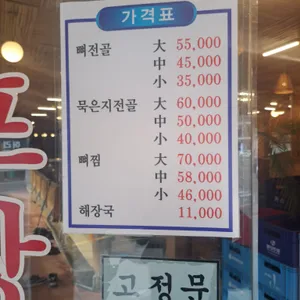 가격표
뼈전골 大 55,000
中 45,000
小 35,000
묵은지전골 大 60,000
中 50,000
小 40,000
뼈찜 大 70,000
中 58,000
小 46,000
해장국 11,000
고정문